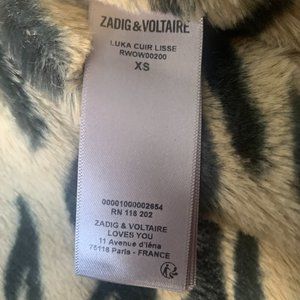 ZADIG & VOLTAIRE
LUKA CUIR LISSE
RWOW00200
XS
00001000002654
RN 118 202
ZADIG & VOLTAIRE
LOVES YOU
11 Avenue d'Iéna
75116 Paris - FRANCE